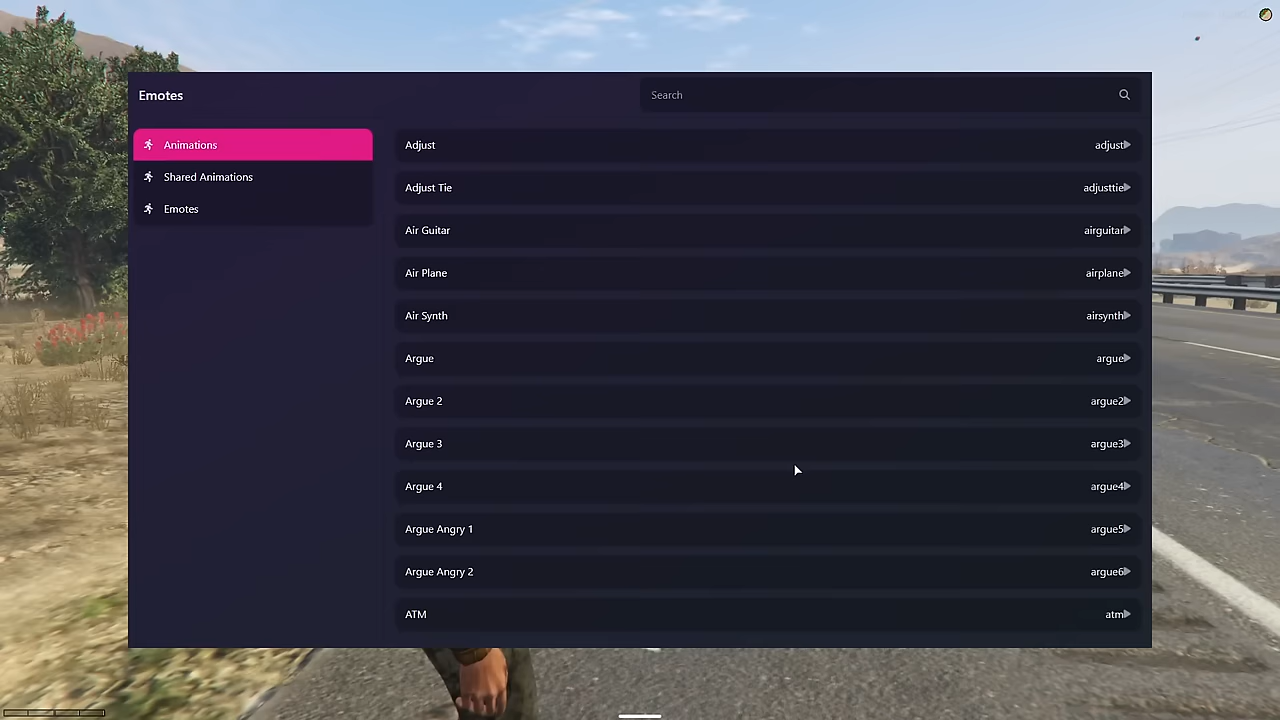 Emotes
Search
Animations
Shared Animations
Emotes
Adjust adjust
Adjust Tie adjusttie
Air Guitar airguitar
Air Plane airplane
Air Synth airsynth
Argue argue
Argue 2 argue2
Argue 3 argue3
Argue 4 argue4
Argue Angry 1 argue5
Argue Angry 2 argue6
ATM atm